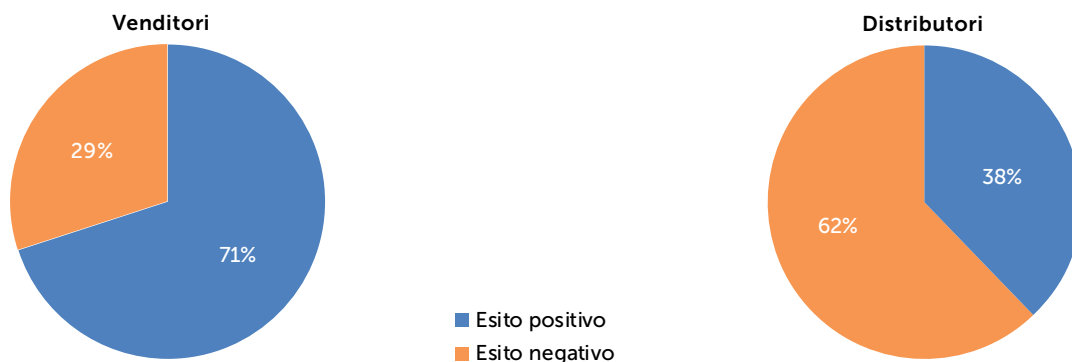 Venditori
29%
71%
Distributori
38%
62%
Esito positivo
Esito negativo